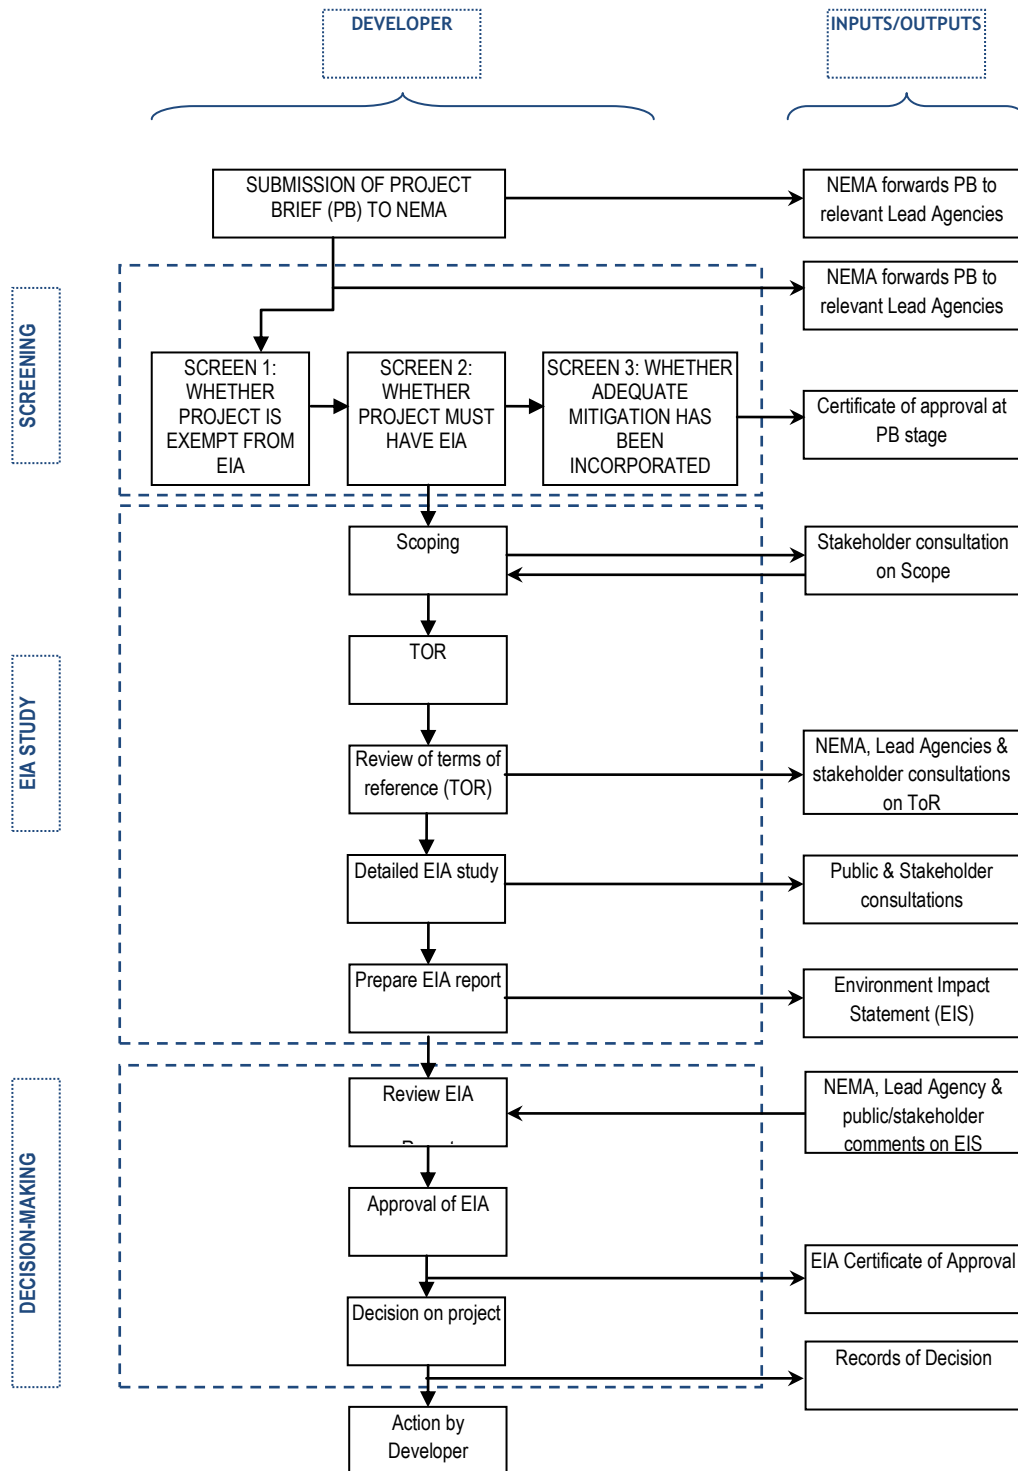 DEVELOPER
INPUTS/OUTPUTS
SUBMISSION OF PROJECT
BRIEF (PB) TO NEMA
NEMA forwards PB to
relevant Lead Agencies
SCREENING
NEMA forwards PB to
relevant Lead Agencies
SCREEN 1:
WHETHER
PROJECT IS
EXEMPT FROM
EIA
SCREEN 2:
WHETHER
PROJECT MUST
HAVE EIA
SCREEN 3: WHETHER
ADEQUATE
MITIGATION HAS
BEEN
INCORPORATED
Certificate of approval at
PB stage
EIA STUDY
Scoping
Stakeholder consultation
on Scope
TOR
Review of terms of
reference (TOR)
NEMA, Lead Agencies &
stakeholder consultations
on ToR
Detailed EIA study
Public & Stakeholder
consultations
Prepare EIA report
Environment Impact
Statement (EIS)
DECISION-MAKING
Review EIA
NEMA, Lead Agency &
public/stakeholder
comments on EIS
Approval of EIA
EIA Certificate of Approval
Decision on project
Records of Decision
Action by
Developer